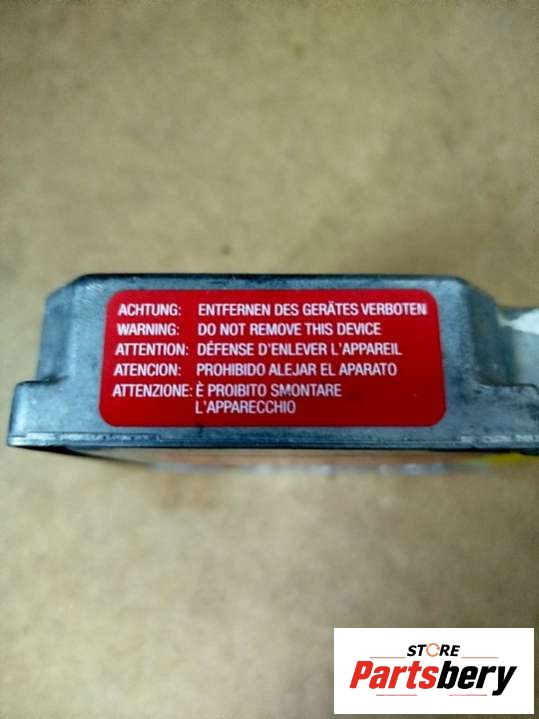 ACHTUNG: ENTFERNEN DES GERÄTES VERBOTEN
WARNING: DO NOT REMOVE THIS DEVICE
ATTENTION: DÉFENSE D'ENLEVER L'APPAREIL
ATENCION: PROHIBIDO ALEJAR EL APARATO
ATTENZIONE: È PROIBITO SMONTARE
L'APPARECCHIO
STORE
Partsbery